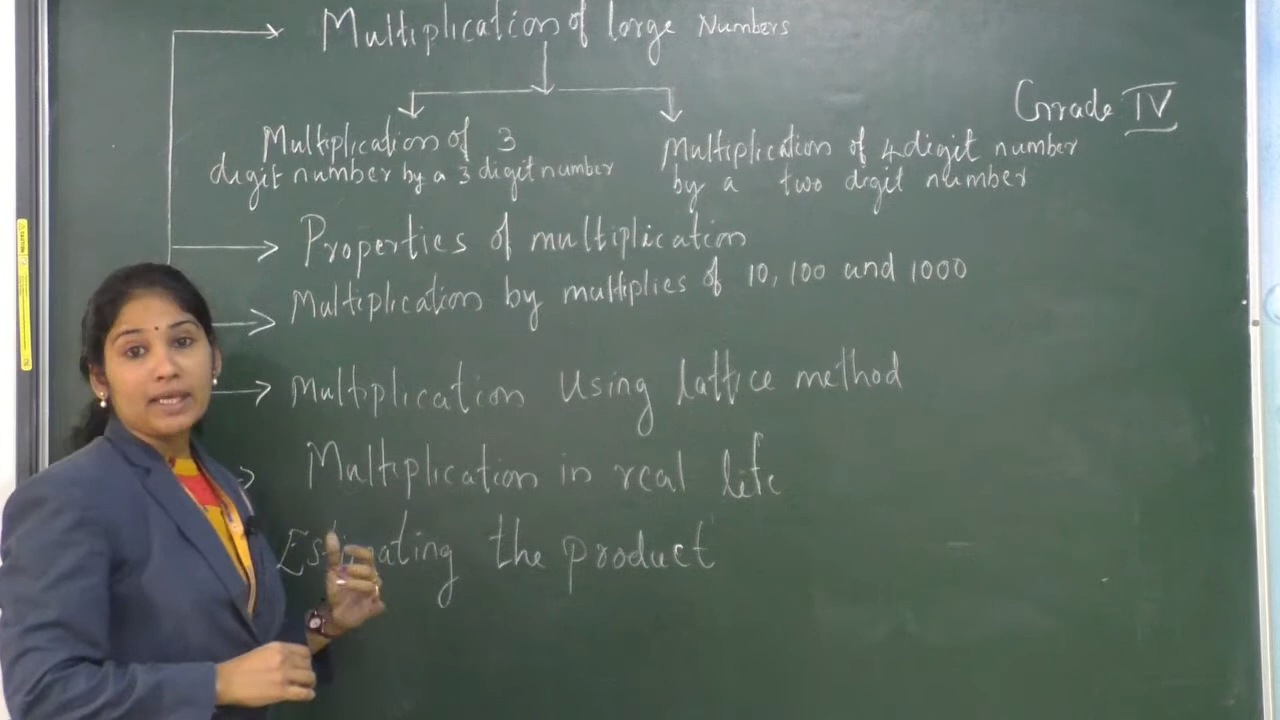 Multiplication of large Numbers
Grade IV
Multiplication of 3
digit number by a 3 digit number
Multiplication of 4 digit number
by a two digit number
Properties of multiplication
Multiplication by multiplies of 10, 100 and 1000
Multiplication Using lattice method
Multiplication in real life
Estimating the product